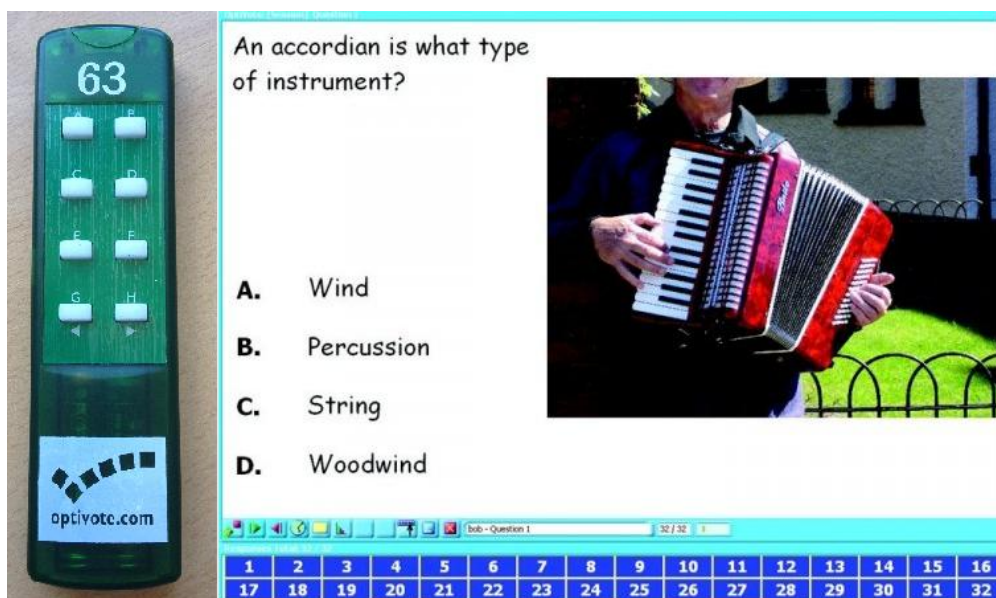 63
C D
E F
G H
optivote.com
An accordian is what type
of instrument?
A. Wind
B. Percussion
C. String
D. Woodwind
bob - Question 1 32 / 32
1 2 3 4 5 6 7 8 9 10 11 12 13 14 15 16
17 18 19 20 21 22 23 24 25 26 27 28 29 30 31 32